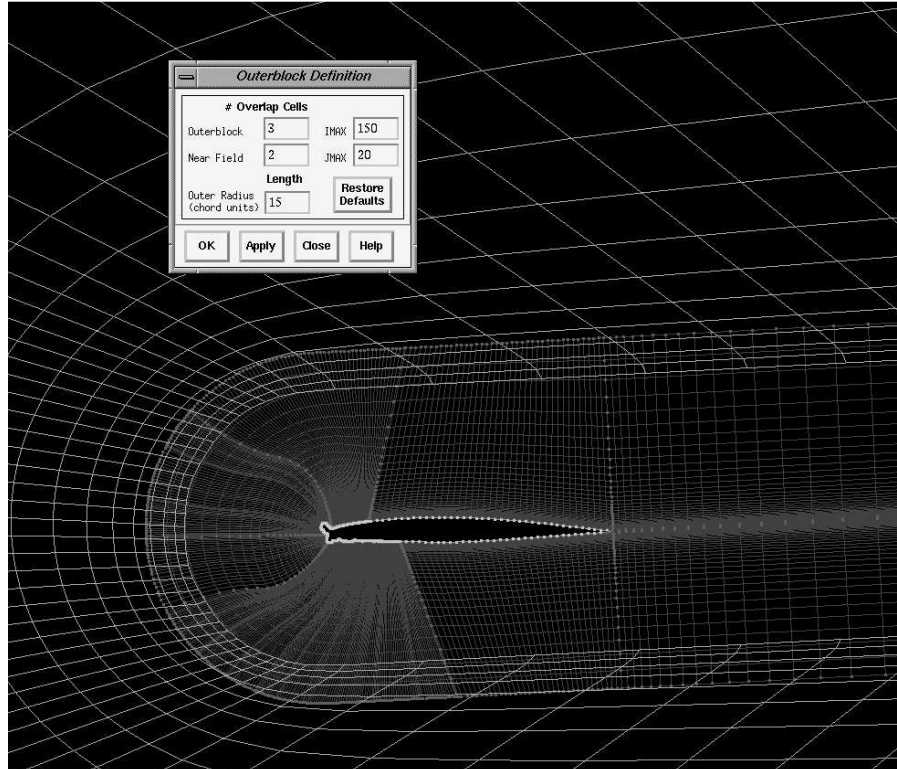 Outerblock Definition
# Overlap Cells
Outerblock 3 IMAX 150
Near Field 2 JMAX 20
Length
Outer Radius
(chord units) 15
Restore
Defaults
OK Apply Close Help